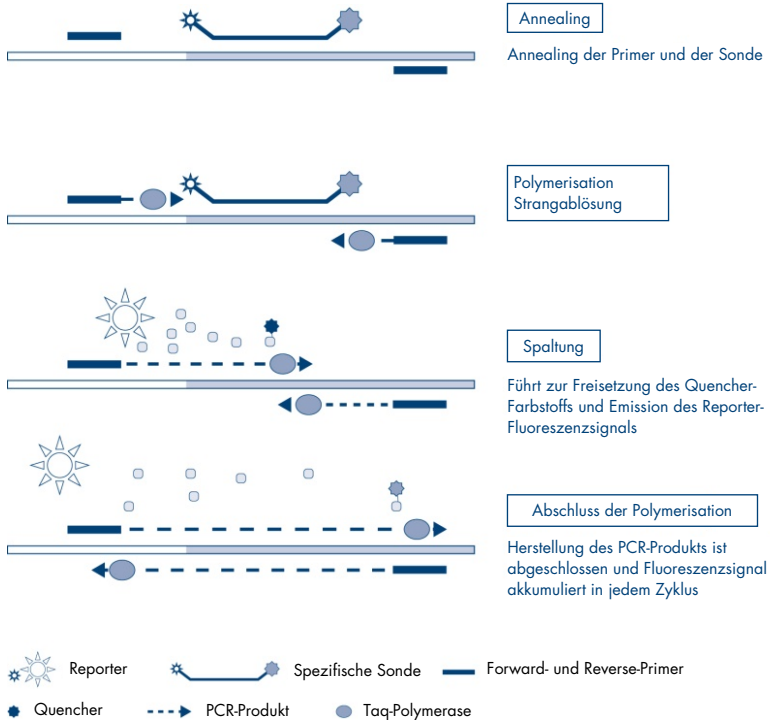 Annealing
Annealing der Primer und der Sonde
Polymerisation
Strangablösung
Spaltung
Führt zur Freisetzung des Quencher-
Farbstoffs und Emission des Reporter-
Fluoreszenzsignals
Abschluss der Polymerisation
Herstellung des PCR-Produkts ist
abgeschlossen und Fluoreszenzsignal
akkumuliert in jedem Zyklus
Reporter Spezifische Sonde Forward- und Reverse-Primer
Quencher PCR-Produkt Taq-Polymerase